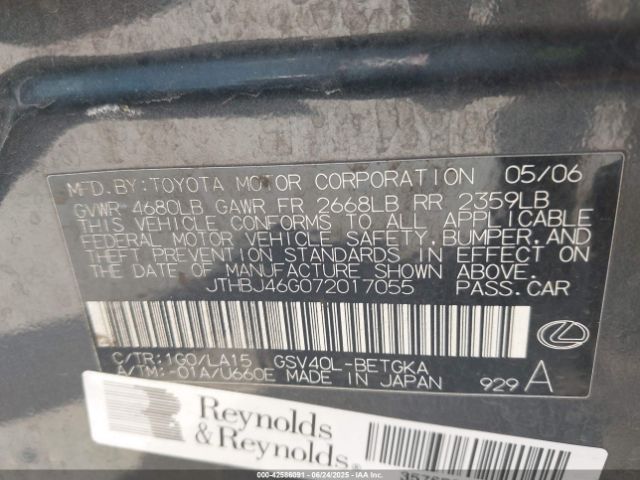 MFD. BY: TOYOTA MOTOR CORPORATION 05/06
GVWR 4680LB GAWR FR 2668LB RR 2359LB
THIS VEHICLE CONFORMS TO ALL APPLICABLE
FEDERAL MOTOR VEHICLE SAFETY, BUMPER, AND
THEFT PREVENTION STANDARDS IN EFFECT ON
THE DATE OF MANUFACTURE SHOWN ABOVE.
JTHBJ46G072017055 PASS.CAR
C/TR: 1G0/LA15 GSV40L-BETGKA
A/TM: -01A/U660E MADE IN JAPAN 929 A
Reynolds
& Reynolds®
© -- 42586091 - 06/24/2025 - IAAI --